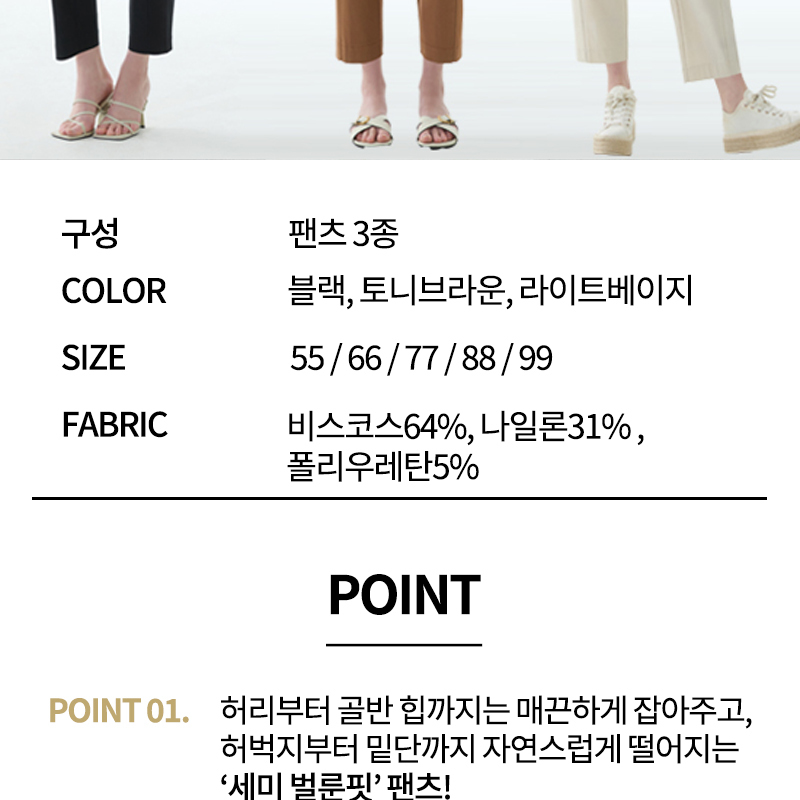 구성 팬츠 3종
COLOR 블랙, 토니브라운, 라이트베이지
SIZE 55 / 66 / 77 / 88 / 99
FABRIC 비스코스64%, 나일론31% ,
폴리우레탄5%
POINT
POINT 01. 허리부터 골반 힙까지는 매끈하게 잡아주고,
허벅지부터 밑단까지 자연스럽게 떨어지는
‘세미 벌룬핏’ 팬츠!